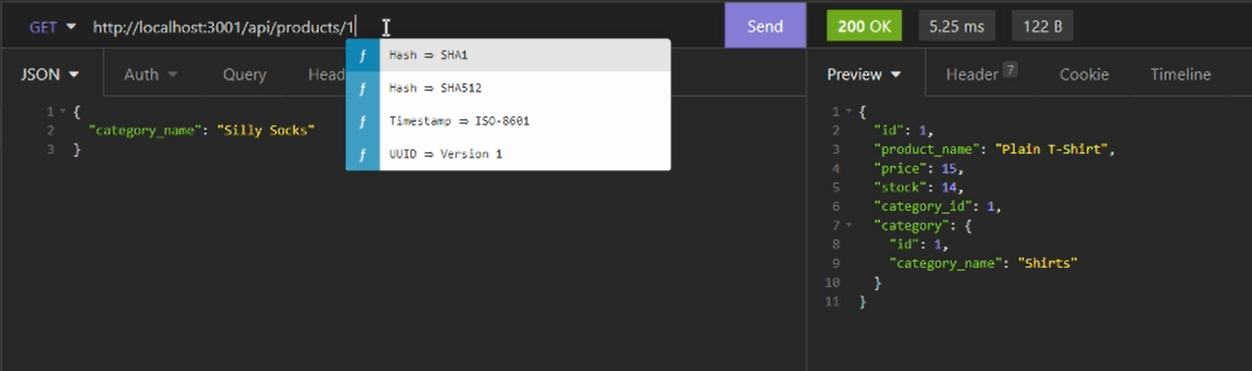 GET http://localhost:3001/api/products/1 Send 200 OK 5.25 ms 122 B
JSON Auth Query Head Preview Header 7 Cookie Timeline
ƒ Hash ⇒ SHA1
ƒ Hash ⇒ SHA512
ƒ Timestamp ⇒ ISO-8601
ƒ UUID ⇒ Version 1
1 {
2 "category_name": "Silly Socks"
3 }
1 {
2 "id": 1,
3 "product_name": "Plain T-Shirt",
4 "price": 15,
5 "stock": 14,
6 "category_id": 1,
7 "category": {
8 "id": 1,
9 "category_name": "Shirts"
10 }
11 }